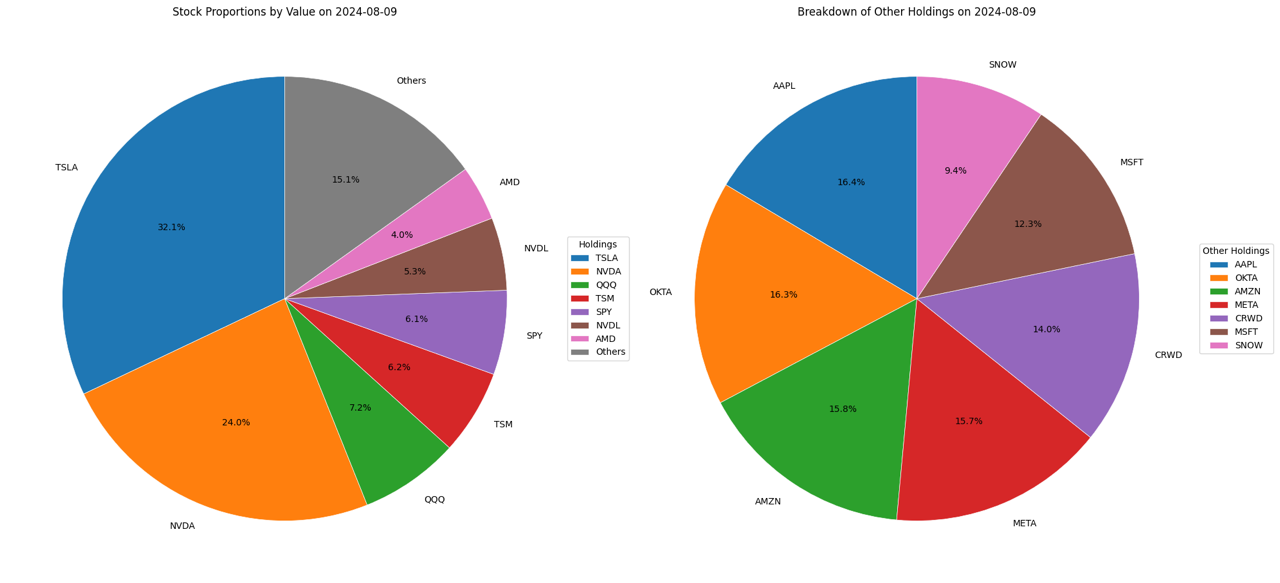 Stock Proportions by Value on 2024-08-09
Others
TSLA
AMD
NVDL
SPY
TSM
QQQ
NVDA
15.1%
32.1%
4.0%
5.3%
6.1%
6.2%
7.2%
24.0%
Holdings
TSLA
NVDA
QQQ
TSM
SPY
NVDL
AMD
Others
Breakdown of Other Holdings on 2024-08-09
SNOW
AAPL
MSFT
OKTA
CRWD
AMZN
META
9.4%
16.4%
12.3%
16.3%
14.0%
15.8%
15.7%
Other Holdings
AAPL
OKTA
AMZN
META
CRWD
MSFT
SNOW